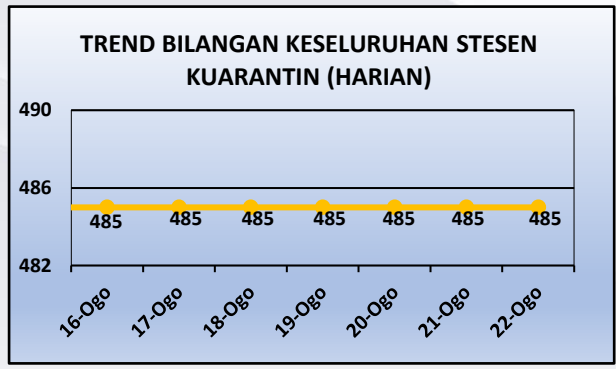 TREND BILANGAN KESELURUHAN STESEN
KUARANTIN (HARIAN)
490
486
485 485 485 485 485 485 485
482
16-Ogo 17-Ogo 18-Ogo 19-Ogo 20-Ogo 21-Ogo 22-Ogo